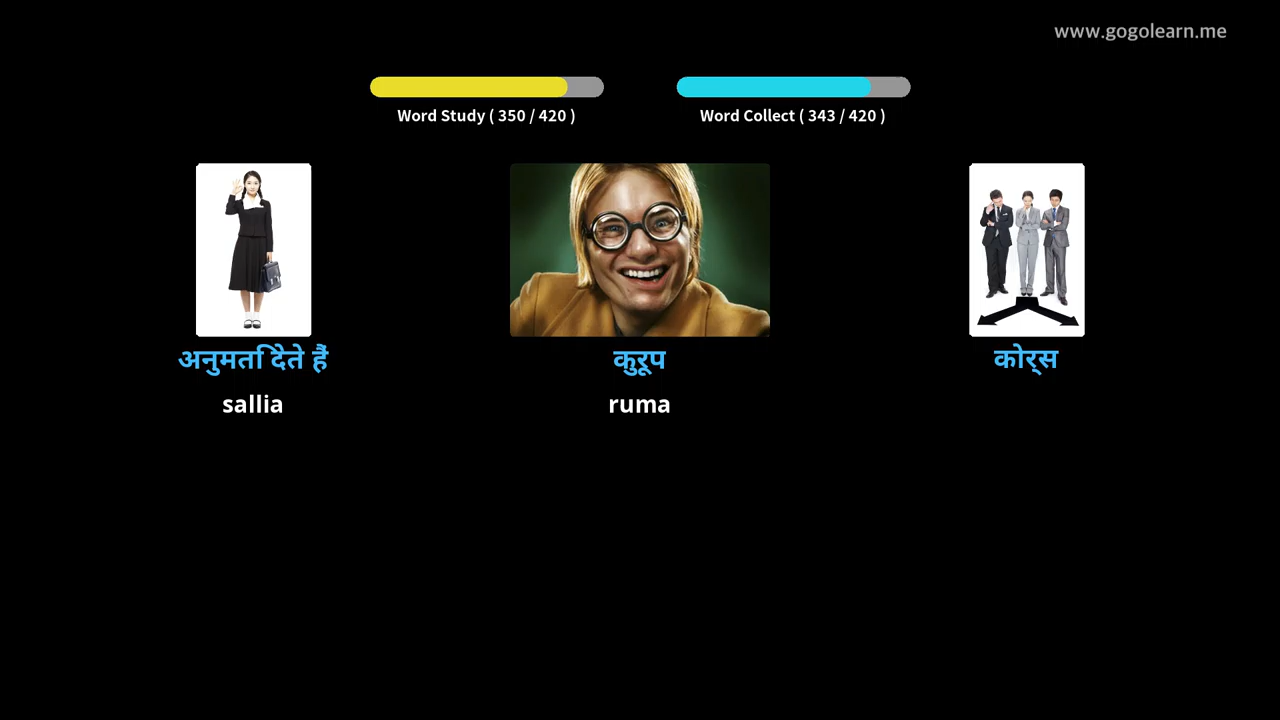 www.gogolearn.me
Word Study ( 350 / 420 )
Word Collect ( 343 / 420 )
अनुमति देते हैं
कुरूप
कोर्स
sallia
ruma